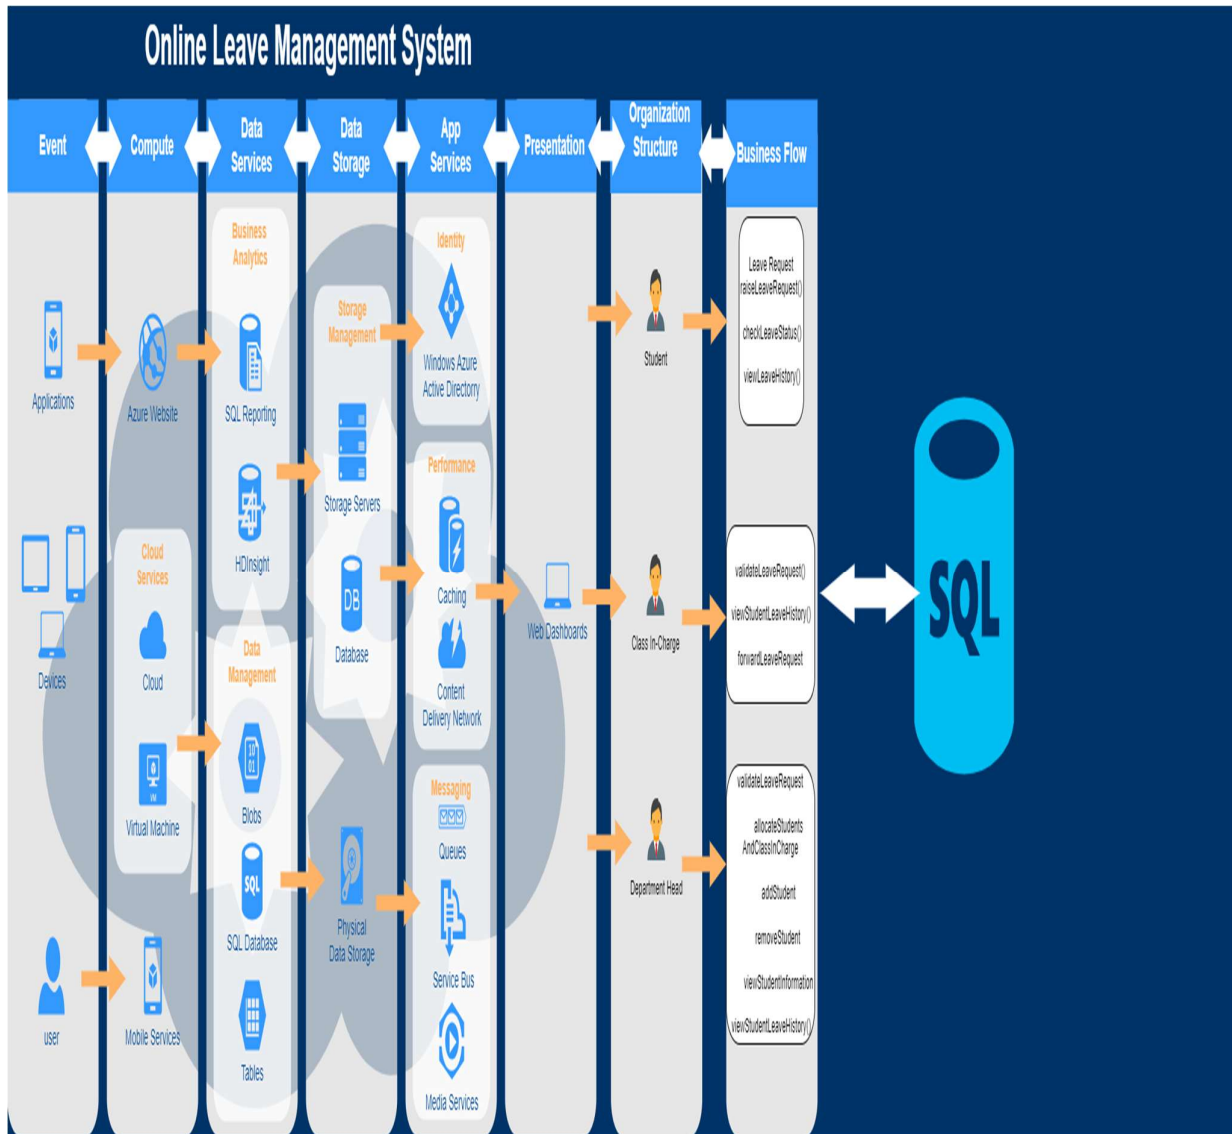 Online Leave Management System
Event
Compute
Data
Services
Data
Storage
App
Services
Presentation
Organization
Structure
Business Flow
Applications
Devices
user
Azure Website
Cloud
Services
Cloud
VM
Virtual Machine
Mobile Services
Business
Analytics
SQL Reporting
HDInsight
Data
Management
10
01
Blobs
SQL
SQL Database
Tables
Storage
Management
Storage Servers
DB
Database
Physical
Data Storage
Identity
Windows Azure
Active Directorry
Performance
Caching
Content
Delivery Network
Messaging
Queues
Service Bus
Media Services
Web Dashboards
Student
Class In-Charge
Department Head
Leave Request
raiseLeaveRequest()
checkLeaveStatus()
viewLeaveHistory()
validateLeaveRequest()
viewStudentLeaveHistory()
forwardLeaveRequest
validateLeaveRequest
allocateStudents
AndClassInCharge
addStudent
removeStudent
viewStudentInformation
viewStudentLeaveHistory()
SQL